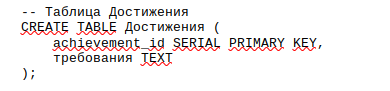 -- Таблица Достижения
CREATE TABLE Достижения (
    achievement_id SERIAL PRIMARY KEY,
    требования TEXT
);